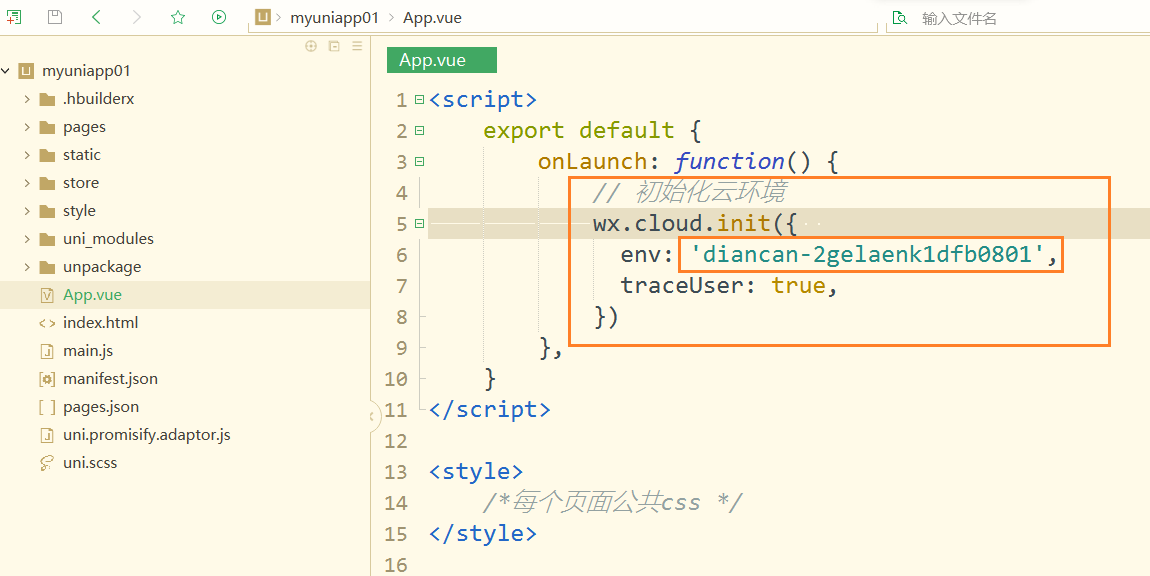 myuniapp01
App.vue
输入文件名
myuniapp01
.hbuilderx
pages
static
store
style
uni_modules
unpackage
App.vue
index.html
main.js
manifest.json
pages.json
uni.promisify.adaptor.js
uni.scss
App.vue
1 <script>
2 export default {
3 onLaunch: function() {
4 // 初始化云环境
5 wx.cloud.init({
6 env: 'diancan-2gelaenk1dfb0801',
7 traceUser: true,
8 })
9 },
10 }
11 </script>
12
13 <style>
14 /*每个页面公共css */
15 </style>
16